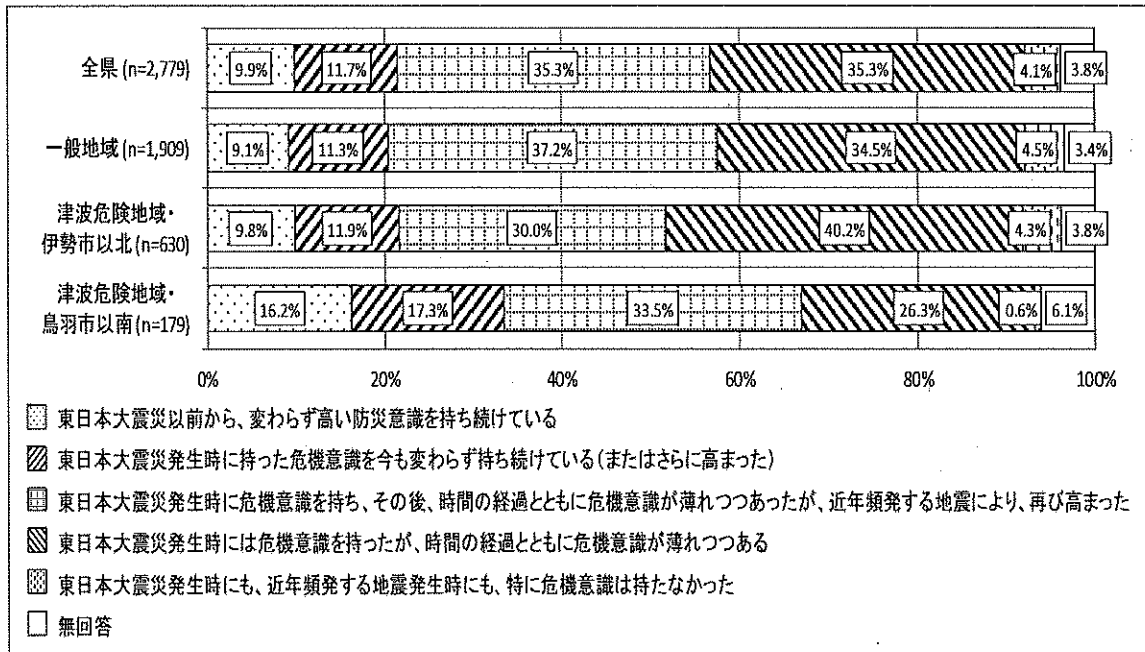 全県(n=2,779)
9.9%
11.7%
35.3%
35.3%
4.1%
3.8%
一般地域(n=1,909)
9.1%
11.3%
37.2%
34.5%
4.5%
3.4%
津波危険地域・
伊勢市以北(n=630)
9.8%
11.9%
30.0%
40.2%
4.3%
3.8%
津波危険地域・
鳥羽市以南(n=179)
16.2%
17.3%
33.5%
26.3%
0.6%
6.1%
0%
20%
40%
60%
80%
100%
東日本大震災以前から、変わらず高い防災意識を持ち続けている
東日本大震災発生時に持った危機意識を今も変わらず持ち続けている(またはさらに高まった)
東日本大震災発生時に危機意識を持ち、その後、時間の経過とともに危機意識が薄れつつあったが、近年頻発する地震により、再び高まった
東日本大震災発生時には危機意識を持ったが、時間の経過とともに危機意識が薄れつつある
東日本大震災発生時にも、近年頻発する地震発生時にも、特に危機意識は持たなかった
無回答